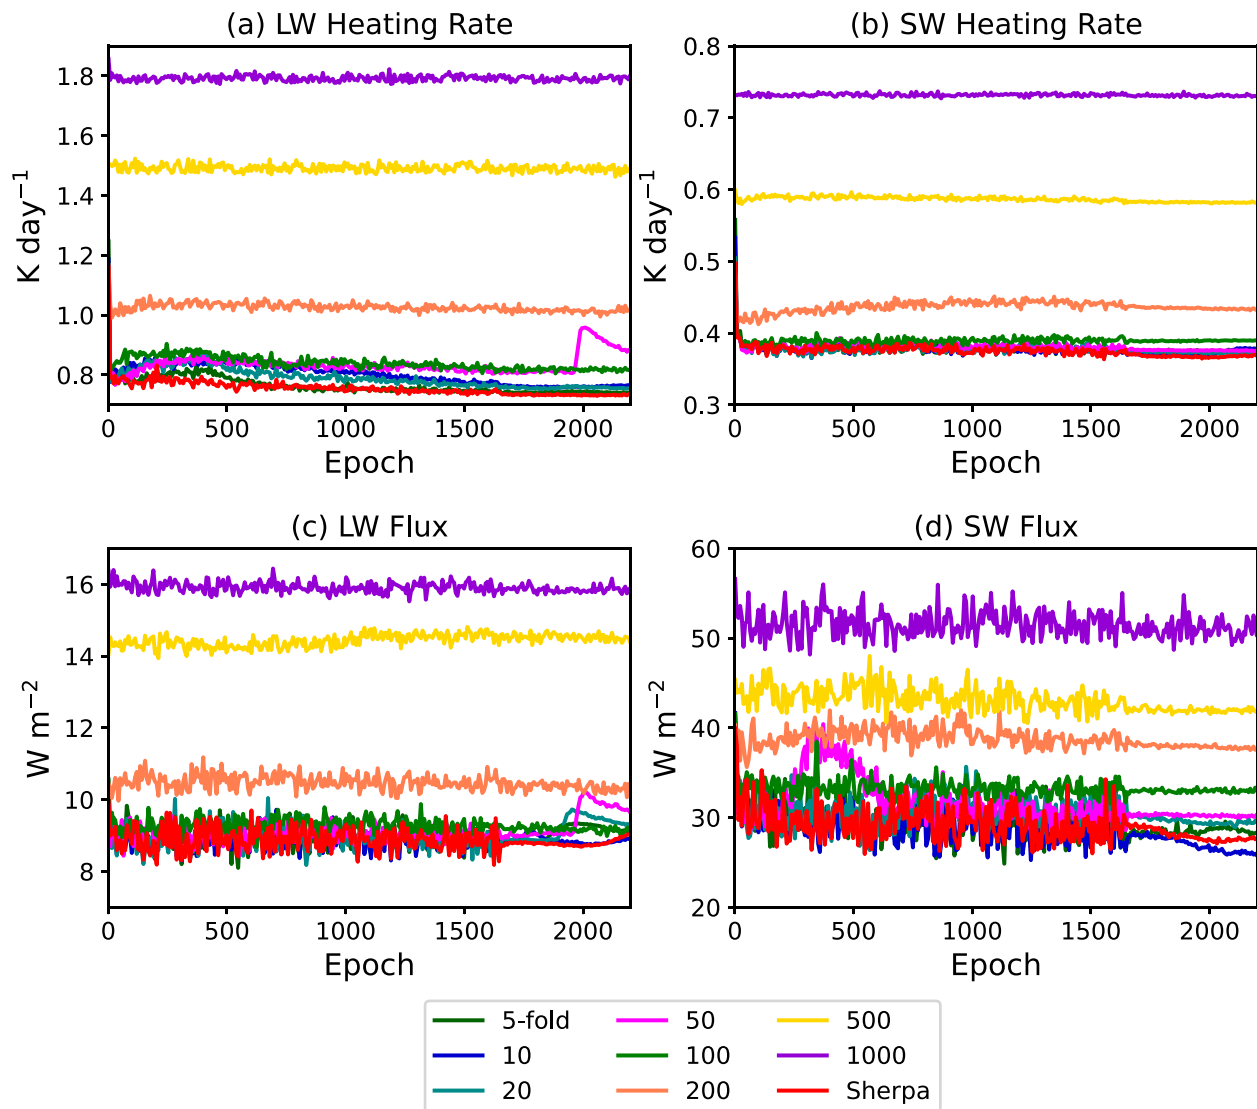 (a) LW Heating Rate
K day−1
1.8
1.6
1.4
1.2
1.0
0.8
0 500 1000 1500 2000
Epoch
(b) SW Heating Rate
K day−1
0.8
0.7
0.6
0.5
0.4
0.3
0 500 1000 1500 2000
Epoch
(c) LW Flux
W m−2
16
14
12
10
8
0 500 1000 1500 2000
Epoch
(d) SW Flux
W m−2
60
50
40
30
20
0 500 1000 1500 2000
Epoch
5-fold 50 500
10 100 1000
20 200 Sherpa